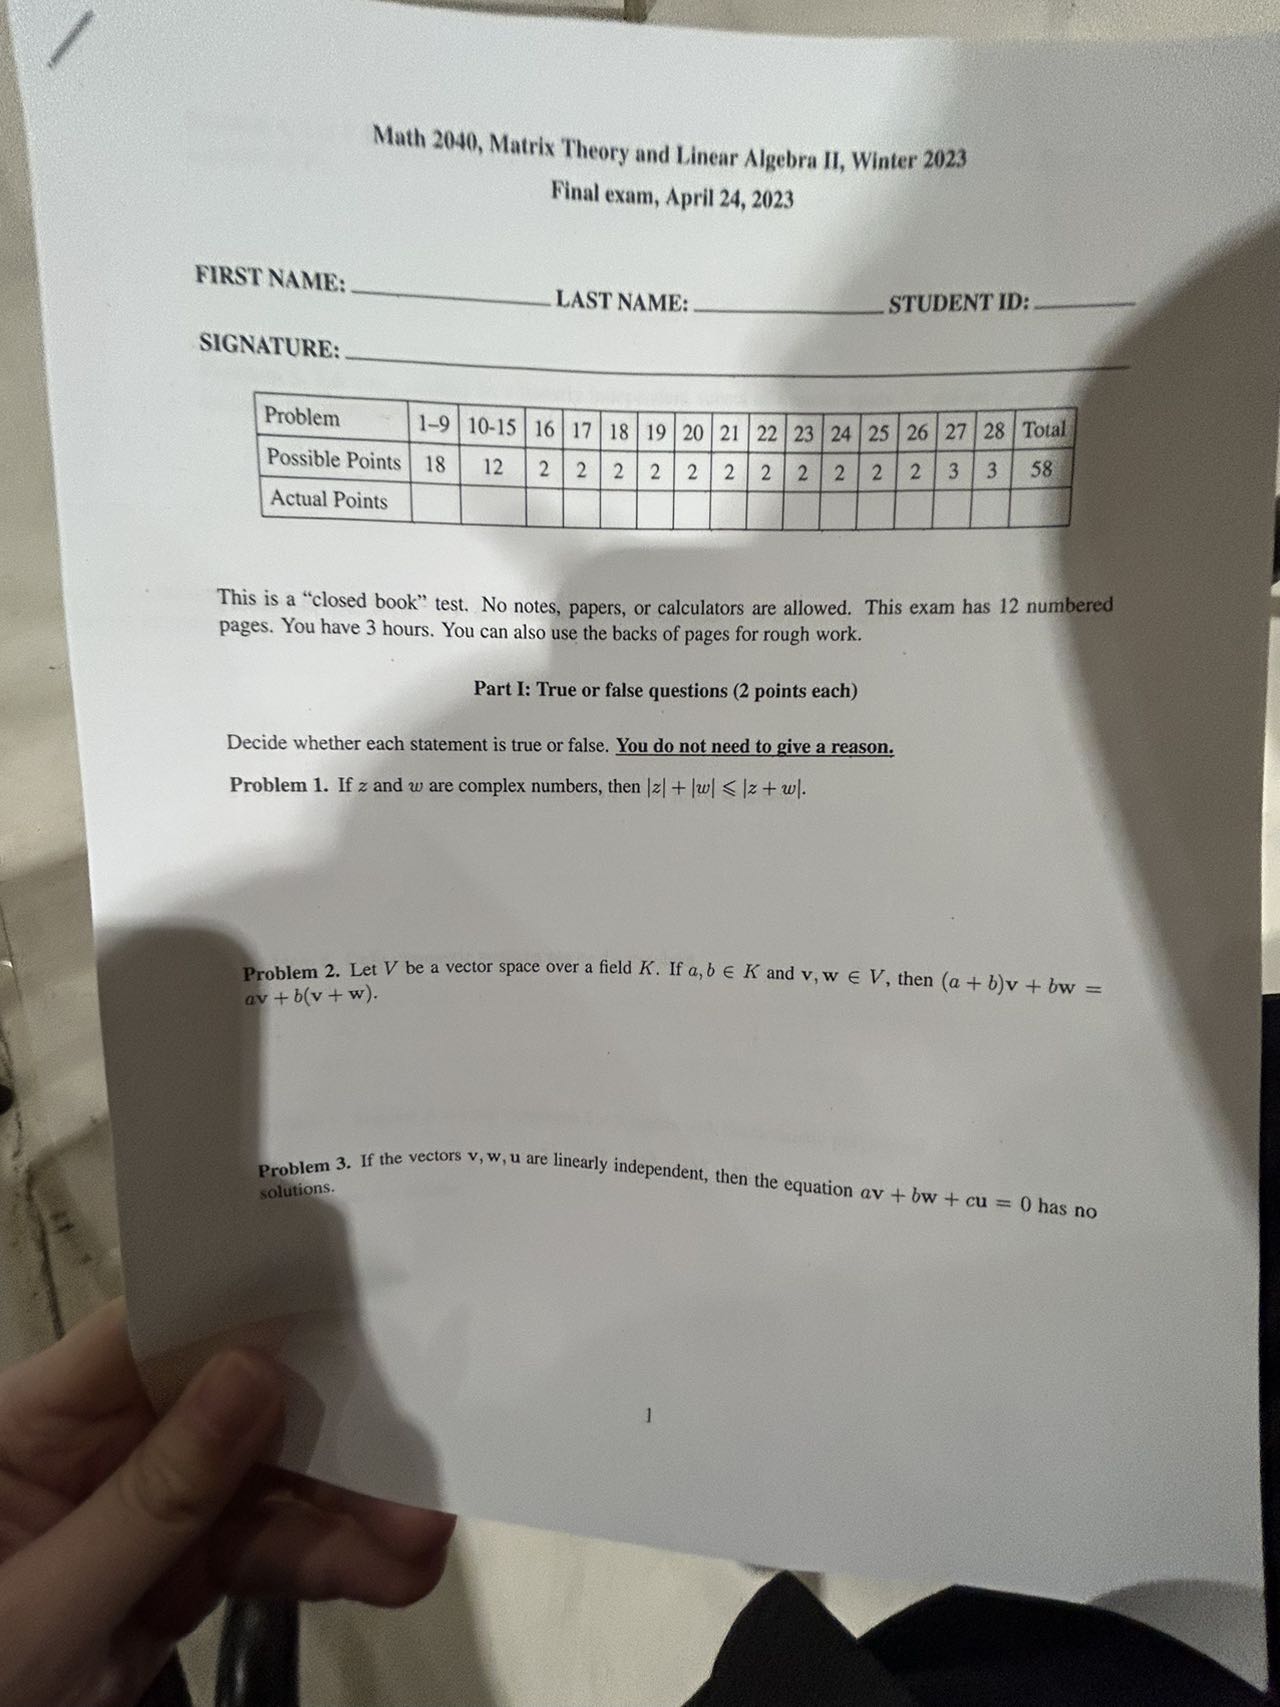 Math 2040, Matrix Theory and Linear Algebra II, Winter 2023
Final exam, April 24, 2023
FIRST NAME: LAST NAME: STUDENT ID:
SIGNATURE:
Problem 1–9 10-15 16 17 18 19 20 21 22 23 24 25 26 27 28 Total
Possible Points 18 12 2 2 2 2 2 2 2 2 2 2 2 3 3 58
Actual Points
This is a “closed book” test. No notes, papers, or calculators are allowed. This exam has 12 numbered
pages. You have 3 hours. You can also use the backs of pages for rough work.
Part I: True or false questions (2 points each)
Decide whether each statement is true or false. You do not need to give a reason.
Problem 1. If z and w are complex numbers, then |z| + |w| ⩽ |z + w|.
Problem 2. Let V be a vector space over a field K. If a, b ∈ K and v, w ∈ V, then (a + b)v + bw =
av + b(v + w).
Problem 3. If the vectors v, w, u are linearly independent, then the equation av + bw + cu = 0 has no
solutions.
1